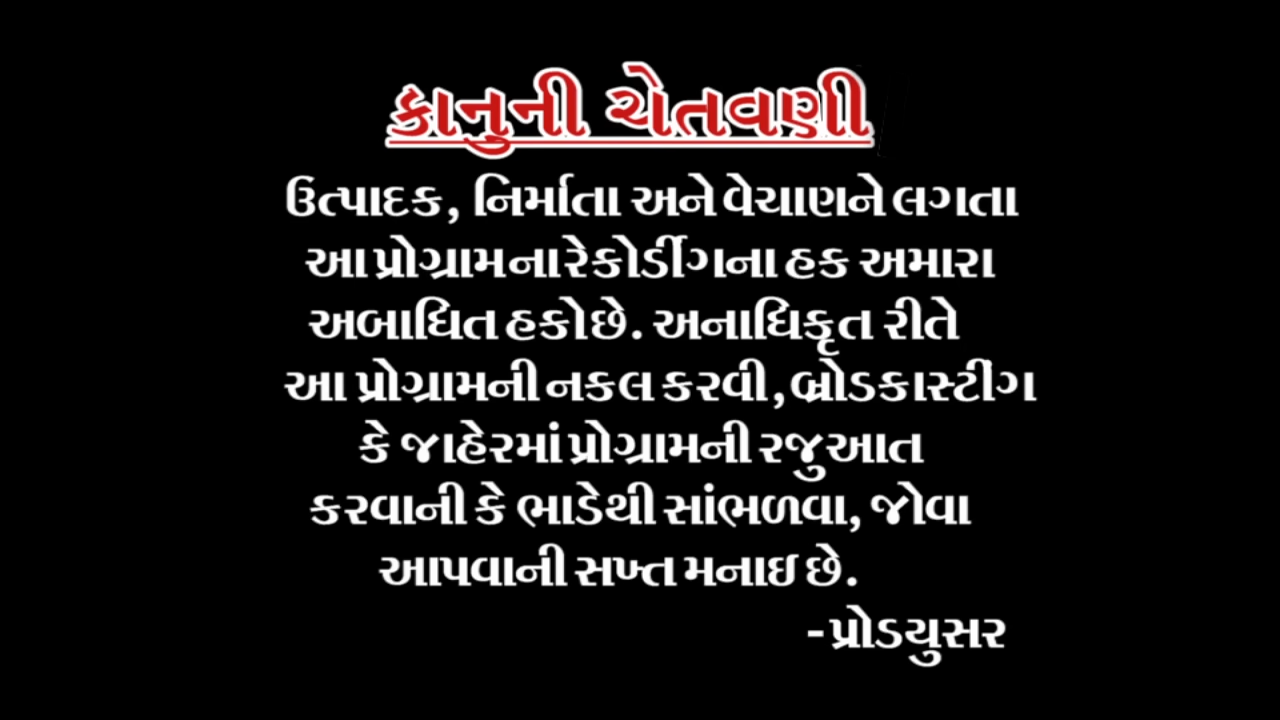 કાનુની ચેતવણી
ઉત્પાદક, નિર્માતા અને વેચાણને લગતા
આ પ્રોગ્રામના રેકોર્ડીંગના હક અમારા
અબાધિત હકો છે. અનાધિકૃત રીતે
આ પ્રોગ્રામની નકલ કરવી, બ્રોડકાસ્ટીંગ
કે જાહેરમાં પ્રોગ્રામની રજુઆત
કરવાની કે ભાડેથી સાંભળવા, જોવા
આપવાની સખ્ત મનાઇ છે.
-પ્રોડયુસર